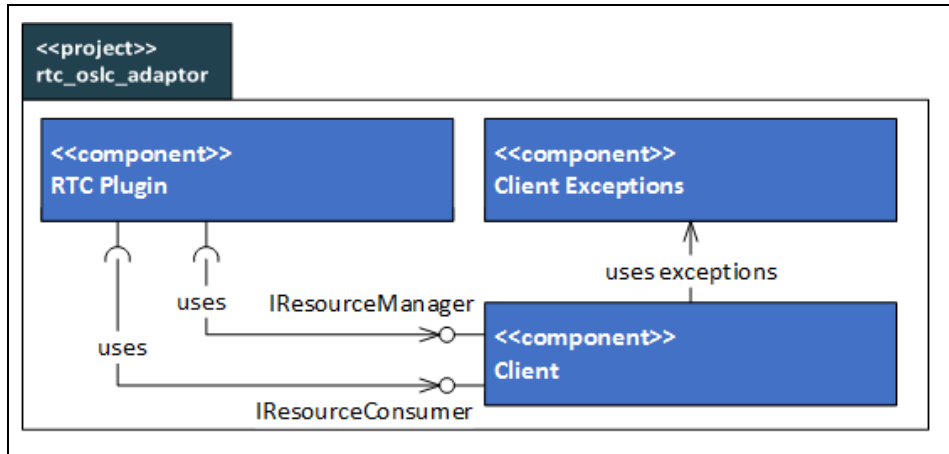 <<project>>
rtc_oslc_adaptor
<<component>>
RTC Plugin
<<component>>
Client Exceptions
uses exceptions
uses
IResourceManager
<<component>>
Client
uses
IResourceConsumer